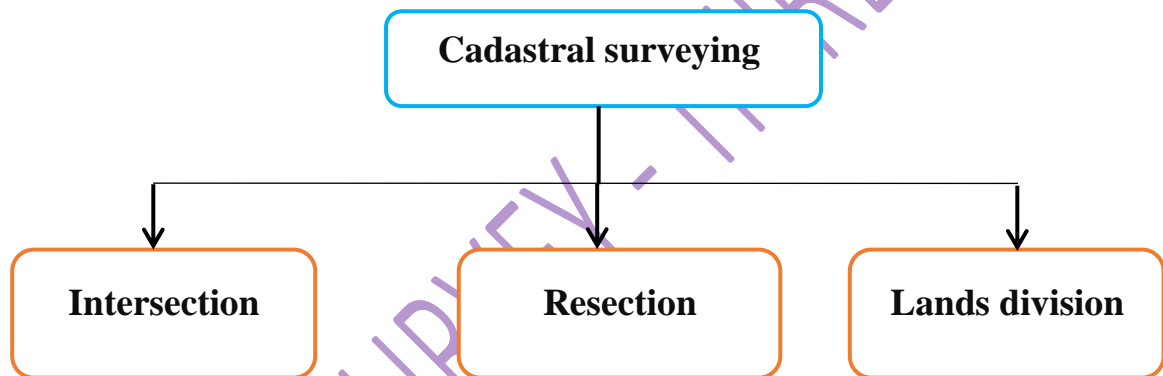 Cadastral surveying
Intersection
Resection
Lands division